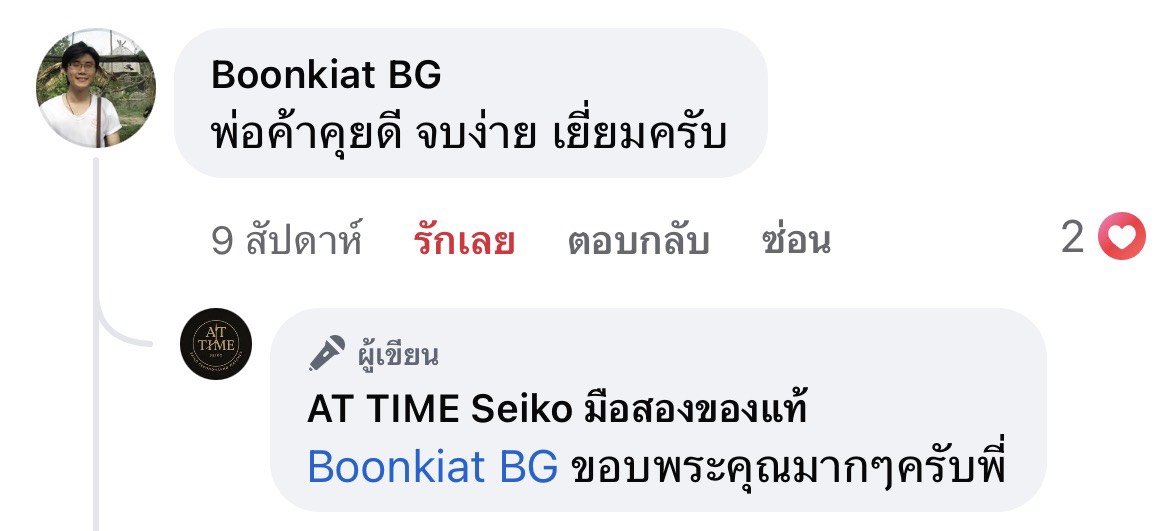 Boonkiat BG
พ่อค้าคุยดี จบง่าย เยี่ยมครับ
9 สัปดาห์ รักเลย ตอบกลับ ซ่อน 2
AT
TIME
ผู้เขียน
AT TIME Seiko มือสองของแท้
Boonkiat BG ขอบพระคุณมากๆครับพี่